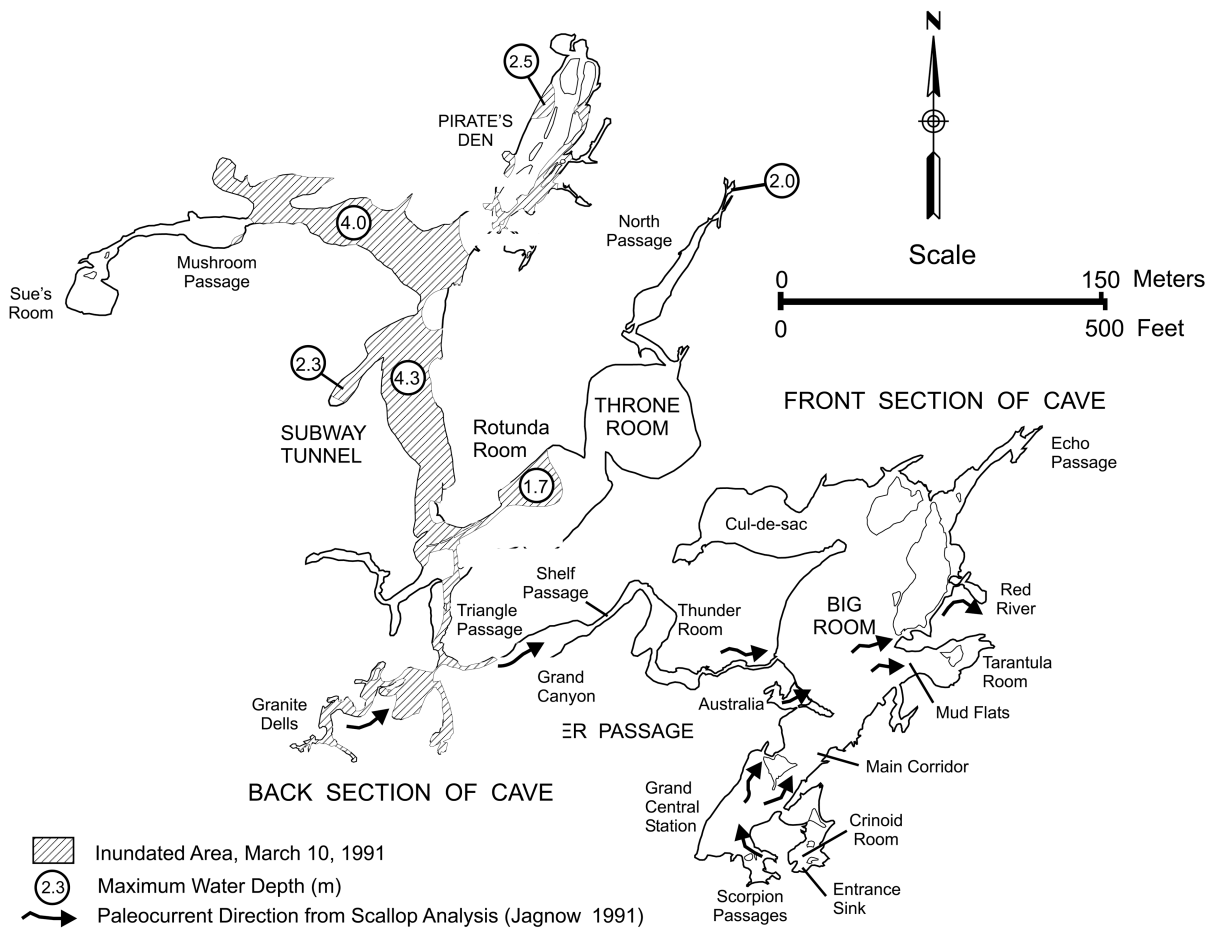 N
2.5
PIRATE'S
DEN
2.0
North
Passage
4.0
Mushroom
Passage
Sue's
Room
Scale
0 150 Meters
0 500 Feet
2.3
4.3
SUBWAY
TUNNEL
Rotunda
Room
1.7
THRONE
ROOM
FRONT SECTION OF CAVE
Echo
Passage
Cul-de-sac
Shelf
Passage
Triangle
Passage
Thunder
Room
BIG
ROOM
Red
River
Grand
Canyon
Tarantula
Room
Granite
Dells
Australia
Mud Flats
ER PASSAGE
Main Corridor
BACK SECTION OF CAVE
Grand
Central
Station
Crinoid
Room
Entrance
Sink
Scorpion
Passages
Inundated Area, March 10, 1991
2.3 Maximum Water Depth (m)
Paleocurrent Direction from Scallop Analysis (Jagnow 1991)